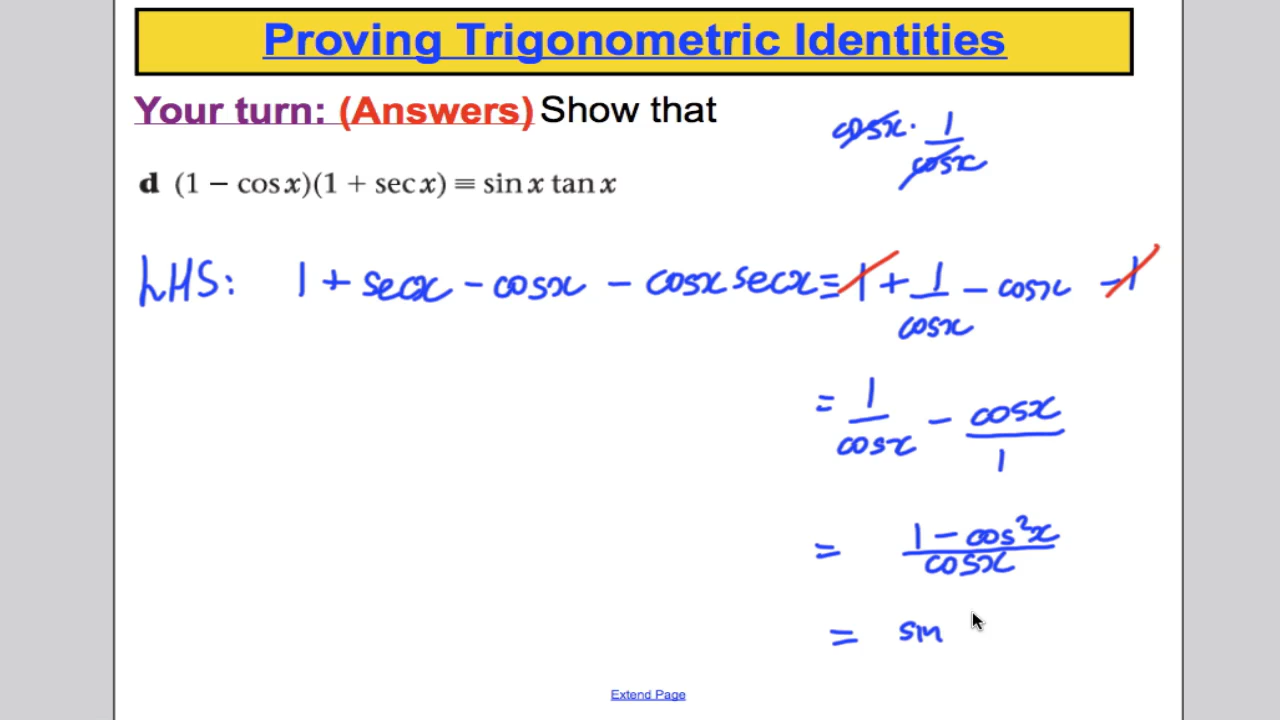 Proving Trigonometric Identities
Your turn: (Answers) Show that
cosx · 1/cosx
d (1 − cos x)(1 + sec x) ≡ sin x tan x
LHS: 1 + secx − cosx − cosx secx ≡ 1 + 1/cosx − cosx − 1
= 1/cosx − cosx/1
= 1 − cos²x/cosx
= sin
Extend Page